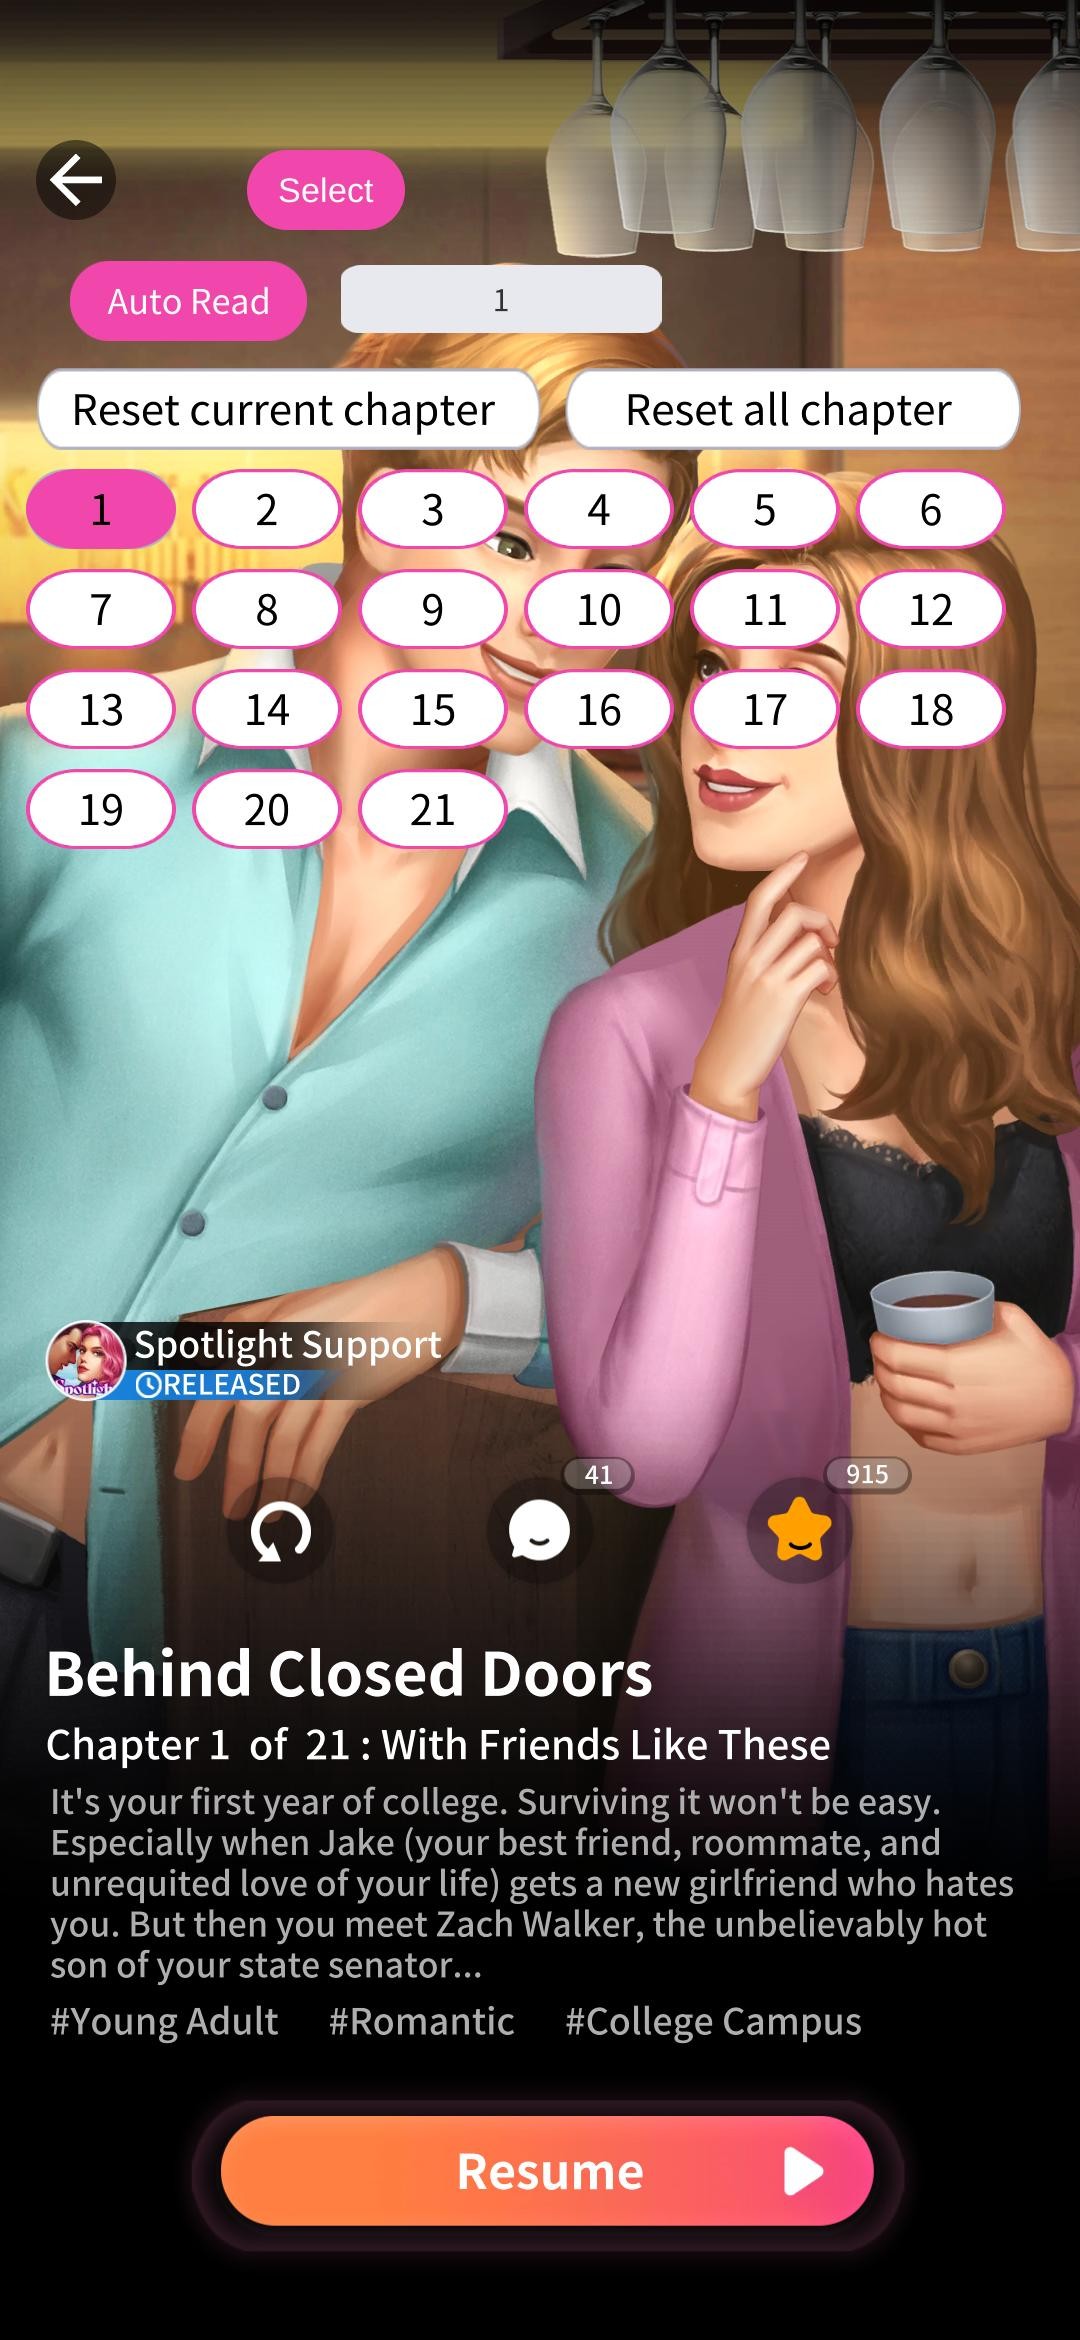 Select
Auto Read
1
Reset current chapter
Reset all chapter
1 2 3 4 5 6
7 8 9 10 11 12
13 14 15 16 17 18
19 20 21
Spotlight Support
RELEASED
41
915
Behind Closed Doors
Chapter 1 of 21 : With Friends Like These
It's your first year of college. Surviving it won't be easy.
Especially when Jake (your best friend, roommate, and
unrequited love of your life) gets a new girlfriend who hates
you. But then you meet Zach Walker, the unbelievably hot
son of your state senator...
#Young Adult #Romantic #College Campus
Resume